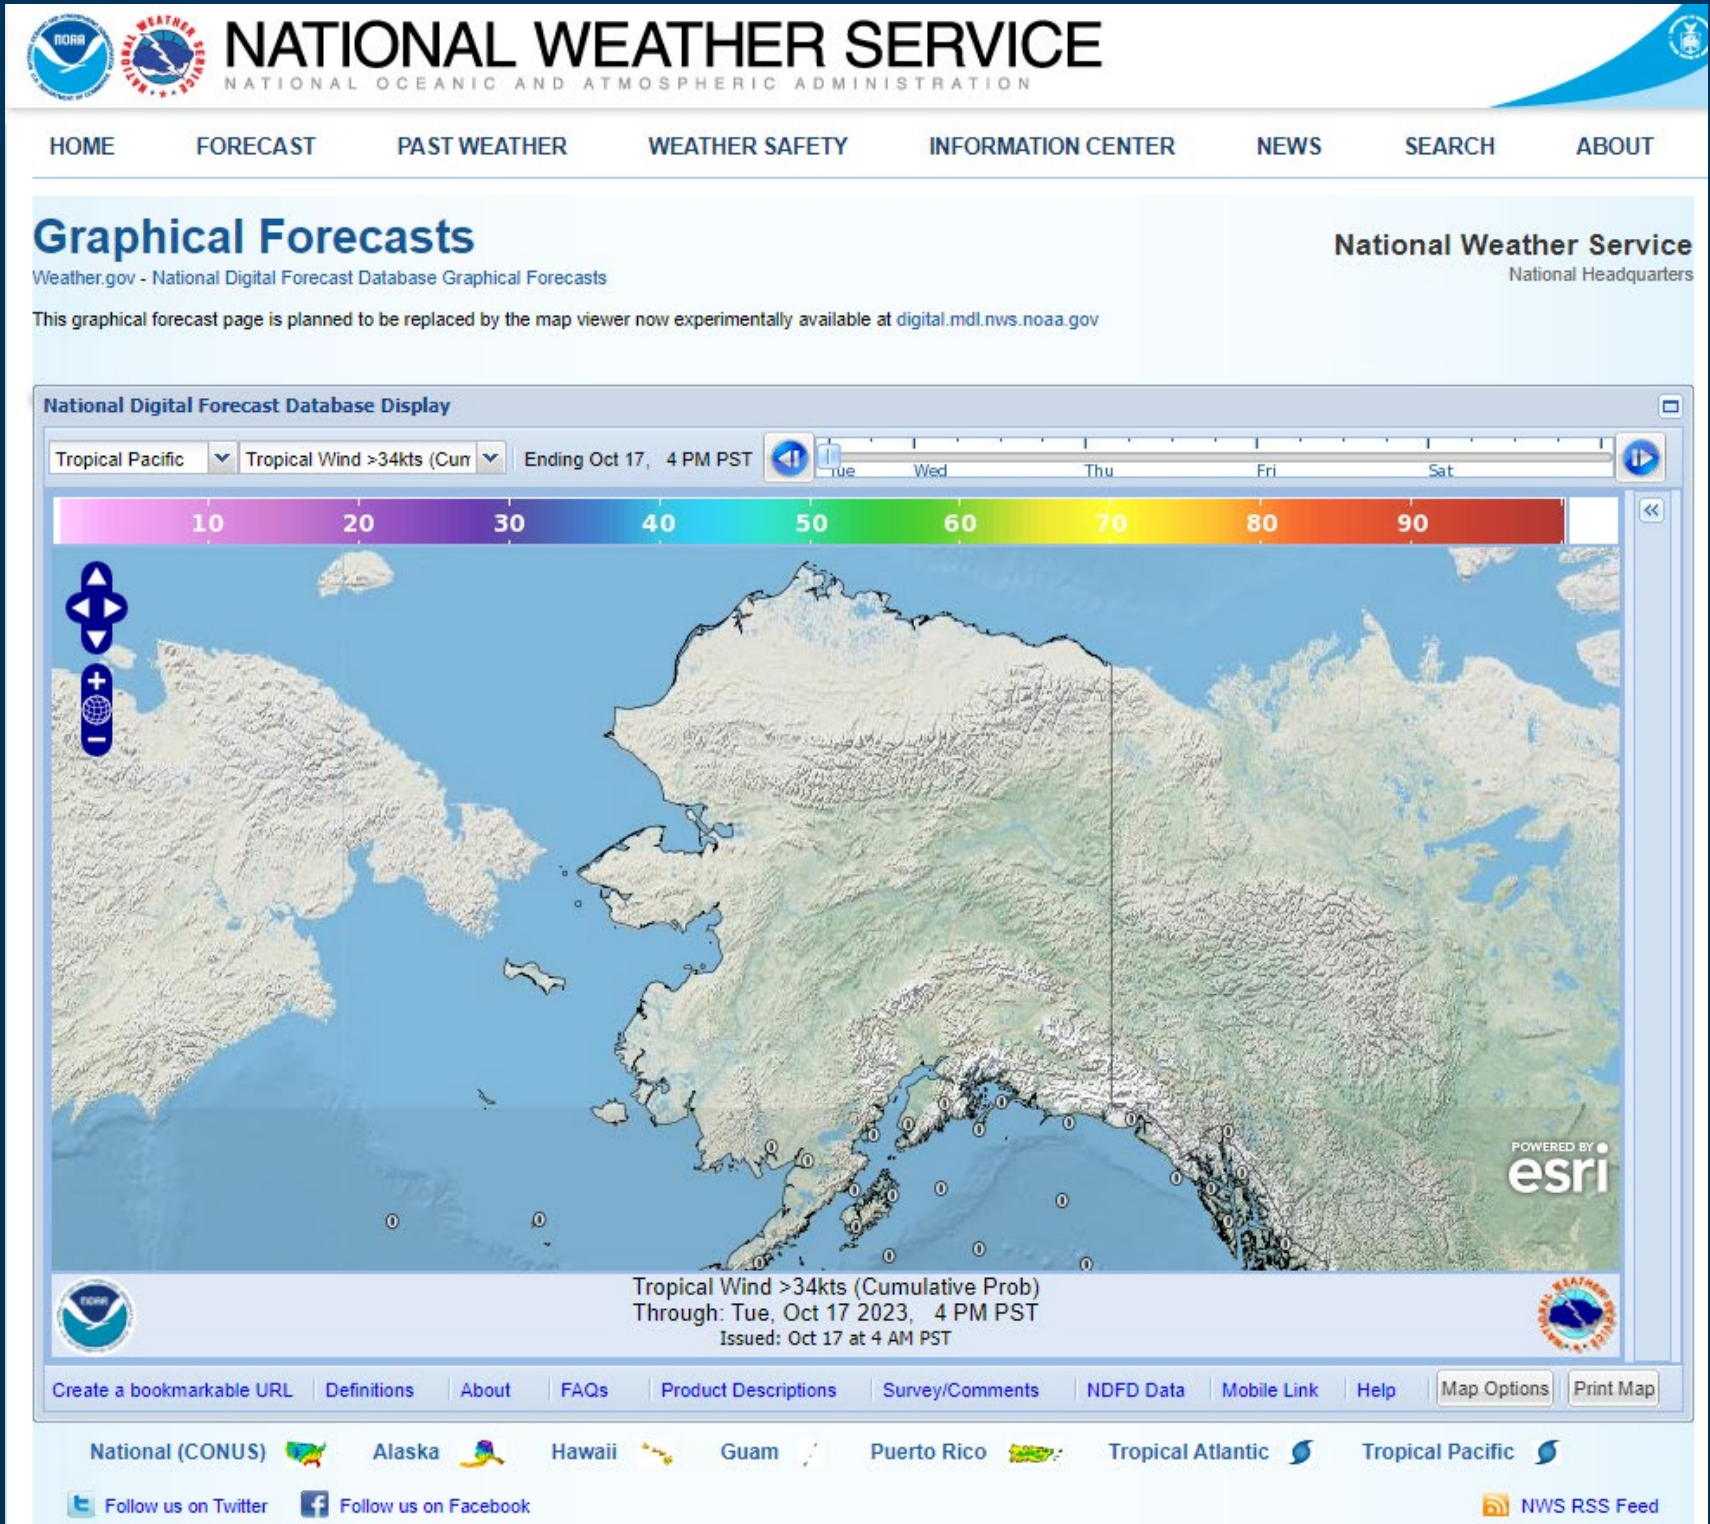 NATIONAL WEATHER SERVICE
NATIONAL OCEANIC AND ATMOSPHERIC ADMINISTRATION
HOME FORECAST PAST WEATHER WEATHER SAFETY INFORMATION CENTER NEWS SEARCH ABOUT
Graphical Forecasts
National Weather Service
Weather.gov - National Digital Forecast Database Graphical Forecasts
National Headquarters
This graphical forecast page is planned to be replaced by the map viewer now experimentally available at digital.mdl.nws.noaa.gov
National Digital Forecast Database Display
Tropical Pacific Tropical Wind >34kts (Cum Ending Oct 17, 4 PM PST Tue Wed Thu Fri Sat
10 20 30 40 50 60 70 80 90
POWERED BY
esri
Tropical Wind >34kts (Cumulative Prob)
Through: Tue, Oct 17 2023, 4 PM PST
Issued: Oct 17 at 4 AM PST
Create a bookmarkable URL Definitions About FAQs Product Descriptions Survey/Comments NDFD Data Mobile Link Help Map Options Print Map
National (CONUS) Alaska Hawaii Guam Puerto Rico Tropical Atlantic Tropical Pacific
Follow us on Twitter Follow us on Facebook NWS RSS Feed